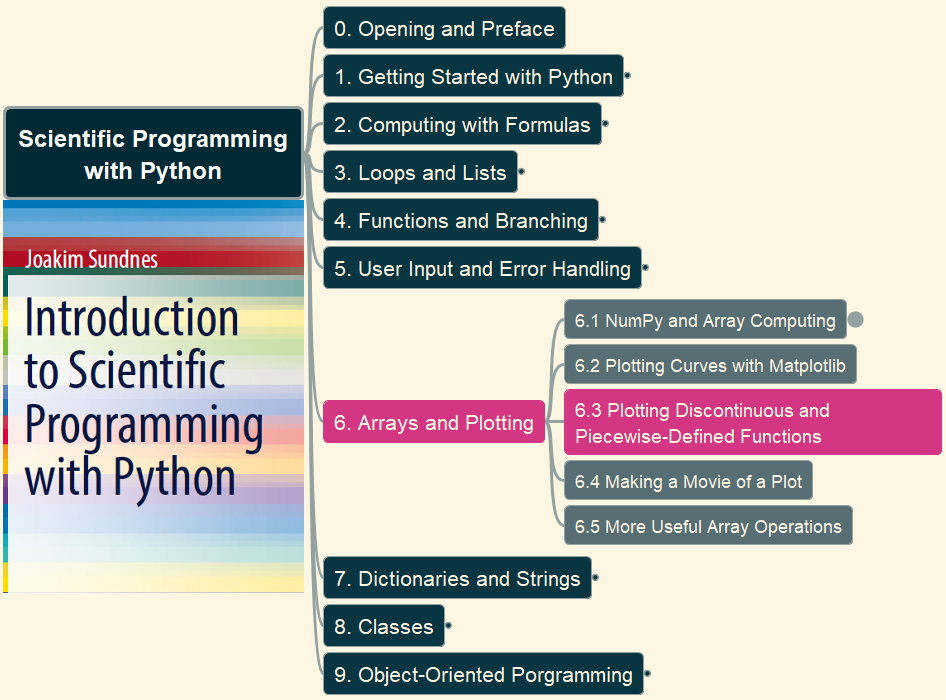 Scientific Programming
with Python
Joakim Sundnes
Introduction
to Scientific
Programming
with Python
0. Opening and Preface
1. Getting Started with Python
2. Computing with Formulas
3. Loops and Lists
4. Functions and Branching
5. User Input and Error Handling
6. Arrays and Plotting
6.1 NumPy and Array Computing
6.2 Plotting Curves with Matplotlib
6.3 Plotting Discontinuous and
Piecewise-Defined Functions
6.4 Making a Movie of a Plot
6.5 More Useful Array Operations
7. Dictionaries and Strings
8. Classes
9. Object-Oriented Porgramming